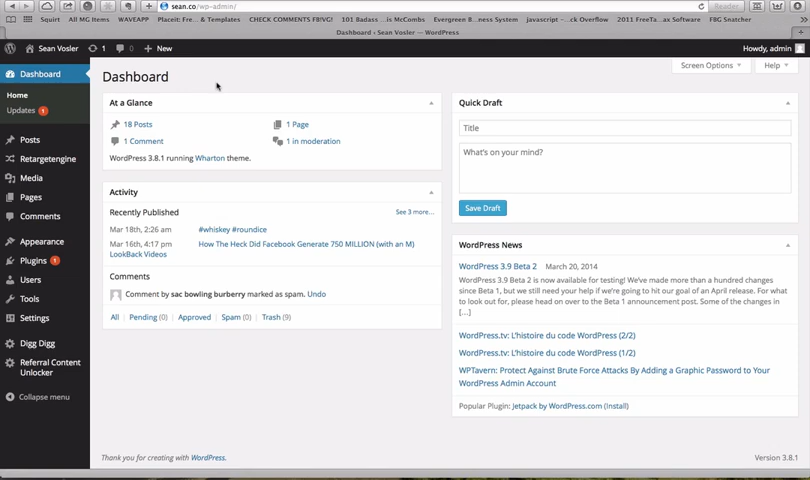 sean.co/wp-admin/
Reader
Squirt
All MG Items
WAVEAPP
Placeit: Fre... & Templates
CHECK COMMENTS FB!VG!
101 Badass ... is McCombs
Evergreen B...ness System
javascript – ...ck Overflow
2011 FreeTa...ax Software
FBG Snatcher
Dashboard ‹ Sean Vosler — WordPress
Sean Vosler
1
0
New
Howdy, admin
Dashboard
Home
Updates 1
Posts
Retargetengine
Media
Pages
Comments
Appearance
Plugins 1
Users
Tools
Settings
Digg Digg
Referral Content
Unlocker
Collapse menu
Dashboard
Screen Options
Help
At a Glance
18 Posts
1 Page
1 Comment
1 in moderation
WordPress 3.8.1 running Wharton theme.
Activity
Recently Published
See 3 more...
Mar 18th, 2:26 am #whiskey #roundice
Mar 16th, 4:17 pm How The Heck Did Facebook Generate 750 MILLION (with an M)
LookBack Videos
Comments
Comment by sac bowling burberry marked as spam. Undo
All
Pending (0)
Approved
Spam (0)
Trash (9)
Quick Draft
Title
What's on your mind?
Save Draft
WordPress News
WordPress 3.9 Beta 2 March 20, 2014
WordPress 3.9 Beta 2 is now available for testing! We've made more than a hundred changes
since Beta 1, but we still need your help if we're going to hit our goal of an April release. For what
to look out for, please head on over to the Beta 1 announcement post. Some of the changes in
[...]
WordPress.tv: L'histoire du code WordPress (2/2)
WordPress.tv: L'histoire du code WordPress (1/2)
WPTavern: Protect Against Brute Force Attacks By Adding a Graphic Password to Your
WordPress Admin Account
Popular Plugin: Jetpack by WordPress.com (Install)
Thank you for creating with WordPress.
Version 3.8.1